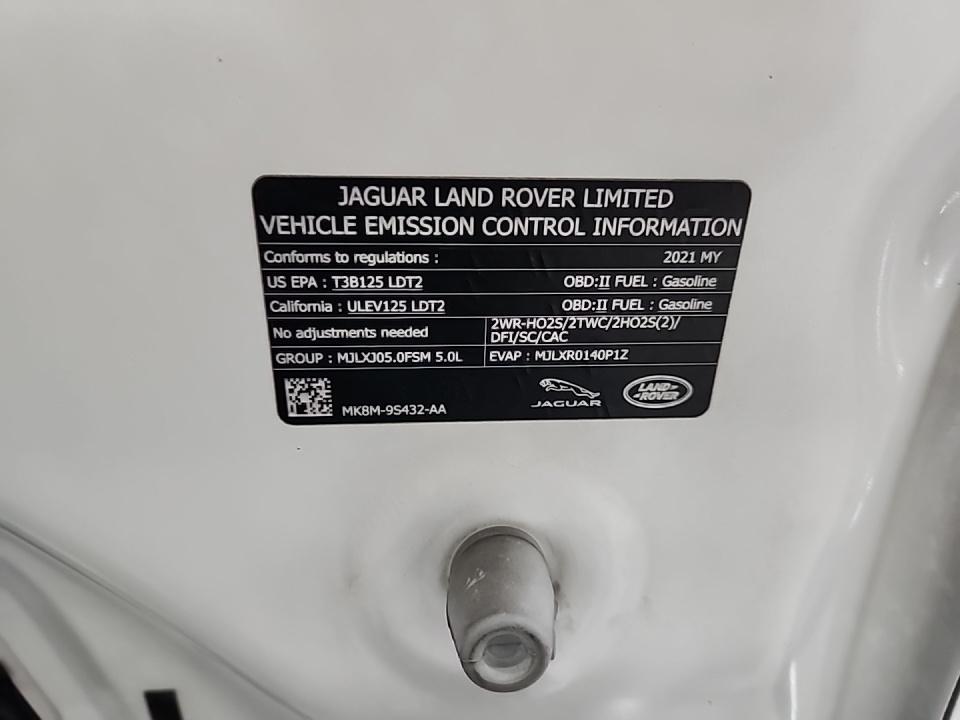 JAGUAR LAND ROVER LIMITED
VEHICLE EMISSION CONTROL INFORMATION
Conforms to regulations : 2021 MY
US EPA : T3B125 LDT2 OBD:II FUEL : Gasoline
California : ULEV125 LDT2 OBD:II FUEL : Gasoline
No adjustments needed
2WR-HO2S/2TWC/2HO2S(2)/
DFI/SC/CAC
GROUP : MJLXJ05.0FSM 5.0L EVAP : MJLXR0140P1Z
MK8M-9S432-AA
JAGUAR
LAND-
-ROVER